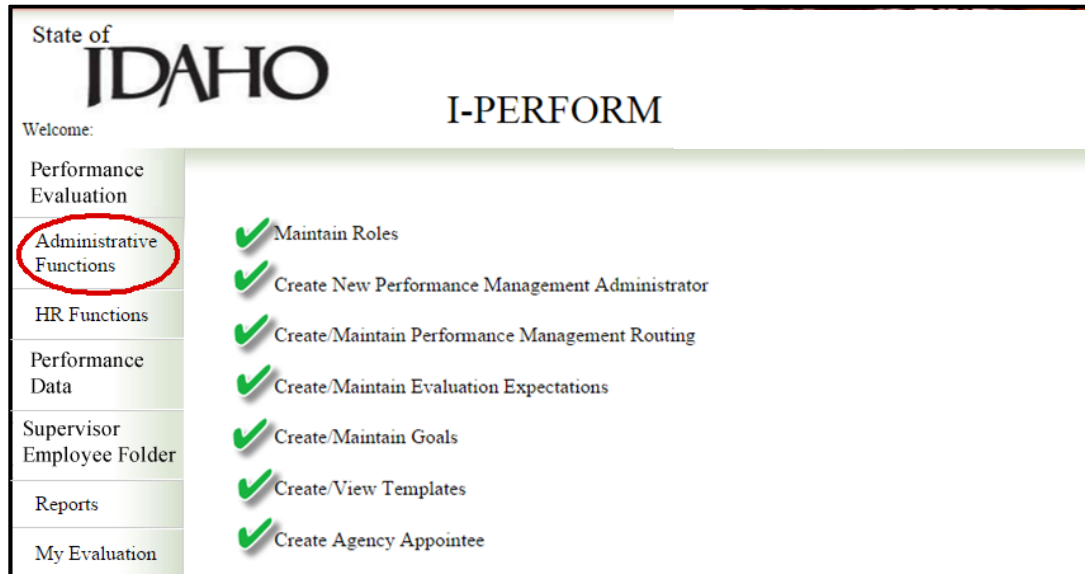 State of
IDAHO
I-PERFORM
Welcome:
Performance
Evaluation
Administrative
Functions
HR Functions
Performance
Data
Supervisor
Employee Folder
Reports
My Evaluation
Maintain Roles
Create New Performance Management Administrator
Create/Maintain Performance Management Routing
Create/Maintain Evaluation Expectations
Create/Maintain Goals
Create/View Templates
Create Agency Appointee